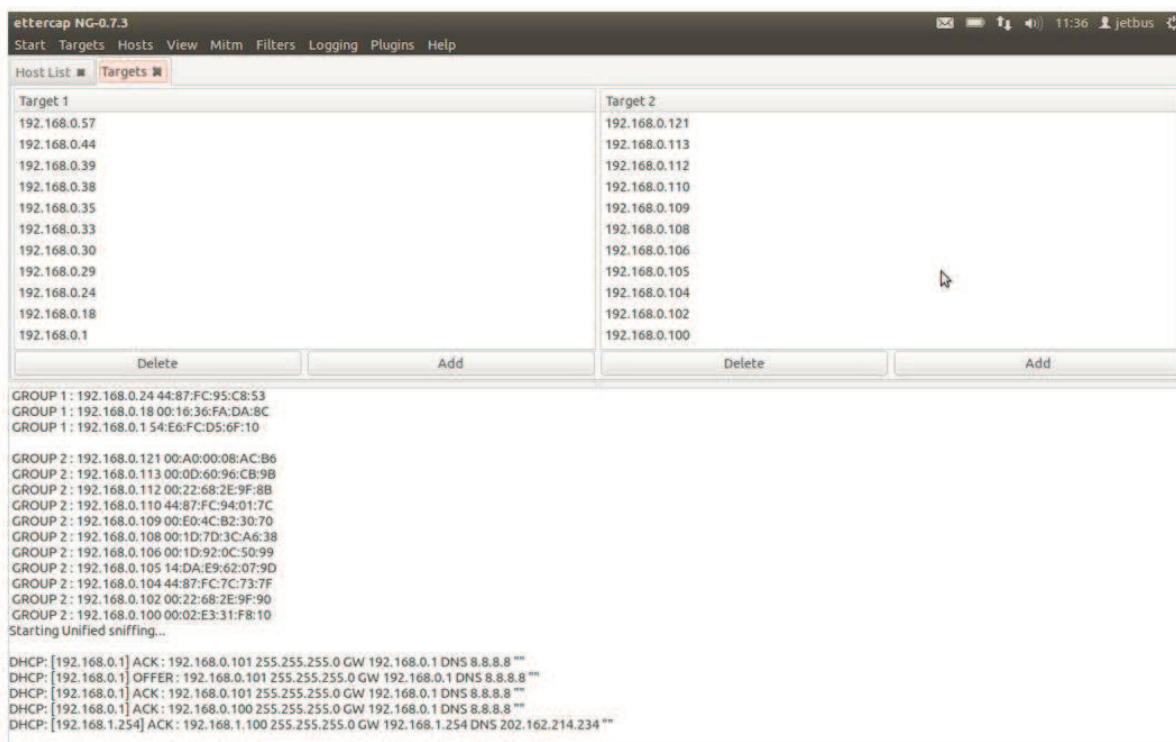 ettercap NG-0.7.3
11:36 jetbus
Start Targets Hosts View Mitm Filters Logging Plugins Help
Host List Targets
Target 1
192.168.0.57
192.168.0.44
192.168.0.39
192.168.0.38
192.168.0.35
192.168.0.33
192.168.0.30
192.168.0.29
192.168.0.24
192.168.0.18
192.168.0.1
Delete Add
Target 2
192.168.0.121
192.168.0.113
192.168.0.112
192.168.0.110
192.168.0.109
192.168.0.108
192.168.0.106
192.168.0.105
192.168.0.104
192.168.0.102
192.168.0.100
Delete Add
GROUP 1 : 192.168.0.24 44:87:FC:95:C8:53
GROUP 1 : 192.168.0.18 00:16:36:FA:DA:8C
GROUP 1 : 192.168.0.1 54:E6:FC:D5:6F:10
GROUP 2 : 192.168.0.121 00:A0:00:08:AC:B6
GROUP 2 : 192.168.0.113 00:0D:60:96:CB:9B
GROUP 2 : 192.168.0.112 00:22:68:2E:9F:8B
GROUP 2 : 192.168.0.110 44:87:FC:94:01:7C
GROUP 2 : 192.168.0.109 00:E0:4C:B2:30:70
GROUP 2 : 192.168.0.108 00:1D:7D:3C:A6:38
GROUP 2 : 192.168.0.106 00:1D:92:0C:50:99
GROUP 2 : 192.168.0.105 14:DA:E9:62:07:9D
GROUP 2 : 192.168.0.104 44:87:FC:7C:73:7F
GROUP 2 : 192.168.0.102 00:22:68:2E:9F:90
GROUP 2 : 192.168.0.100 00:02:E3:31:F8:10
Starting Unified sniffing...
DHCP: [192.168.0.1] ACK : 192.168.0.101 255.255.255.0 GW 192.168.0.1 DNS 8.8.8.8 ""
DHCP: [192.168.0.1] OFFER : 192.168.0.101 255.255.255.0 GW 192.168.0.1 DNS 8.8.8.8 ""
DHCP: [192.168.0.1] ACK : 192.168.0.101 255.255.255.0 GW 192.168.0.1 DNS 8.8.8.8 ""
DHCP: [192.168.0.1] ACK : 192.168.0.100 255.255.255.0 GW 192.168.0.1 DNS 8.8.8.8 ""
DHCP: [192.168.1.254] ACK : 192.168.1.100 255.255.255.0 GW 192.168.1.254 DNS 202.162.214.234 ""